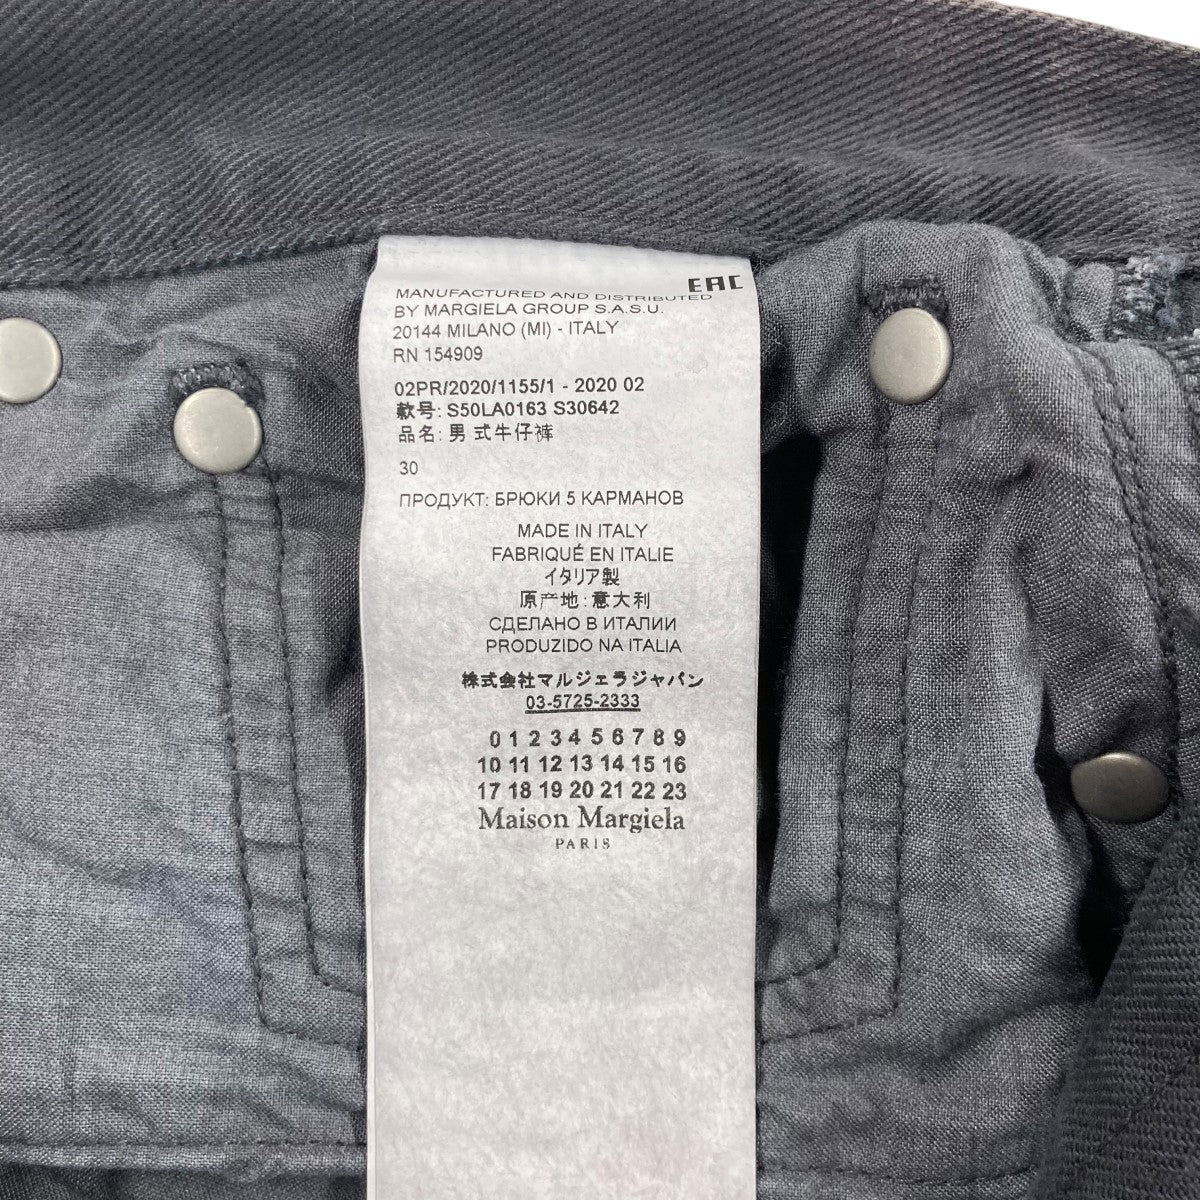 EAC
MANUFACTURED AND DISTRIBUTED
BY MARGIELA GROUP S.A.S.U.
20144 MILANO (MI) - ITALY
RN 154909
02PR/2020/1155/1 - 2020 02
款号: S50LA0163 S30642
品名: 男 式牛仔裤
30
ПРОДУКТ: БРЮКИ 5 КАРМАНОВ
MADE IN ITALY
FABRIQUÉ EN ITALIE
イタリア製
原产地: 意大利
СДЕЛАНО В ИТАЛИИ
PRODUZIDO NA ITALIA
株式会社マルジェラジャパン
03-5725-2333
0 1 2 3 4 5 6 7 8 9
10 11 12 13 14 15 16
17 18 19 20 21 22 23
Maison Margiela
PARIS